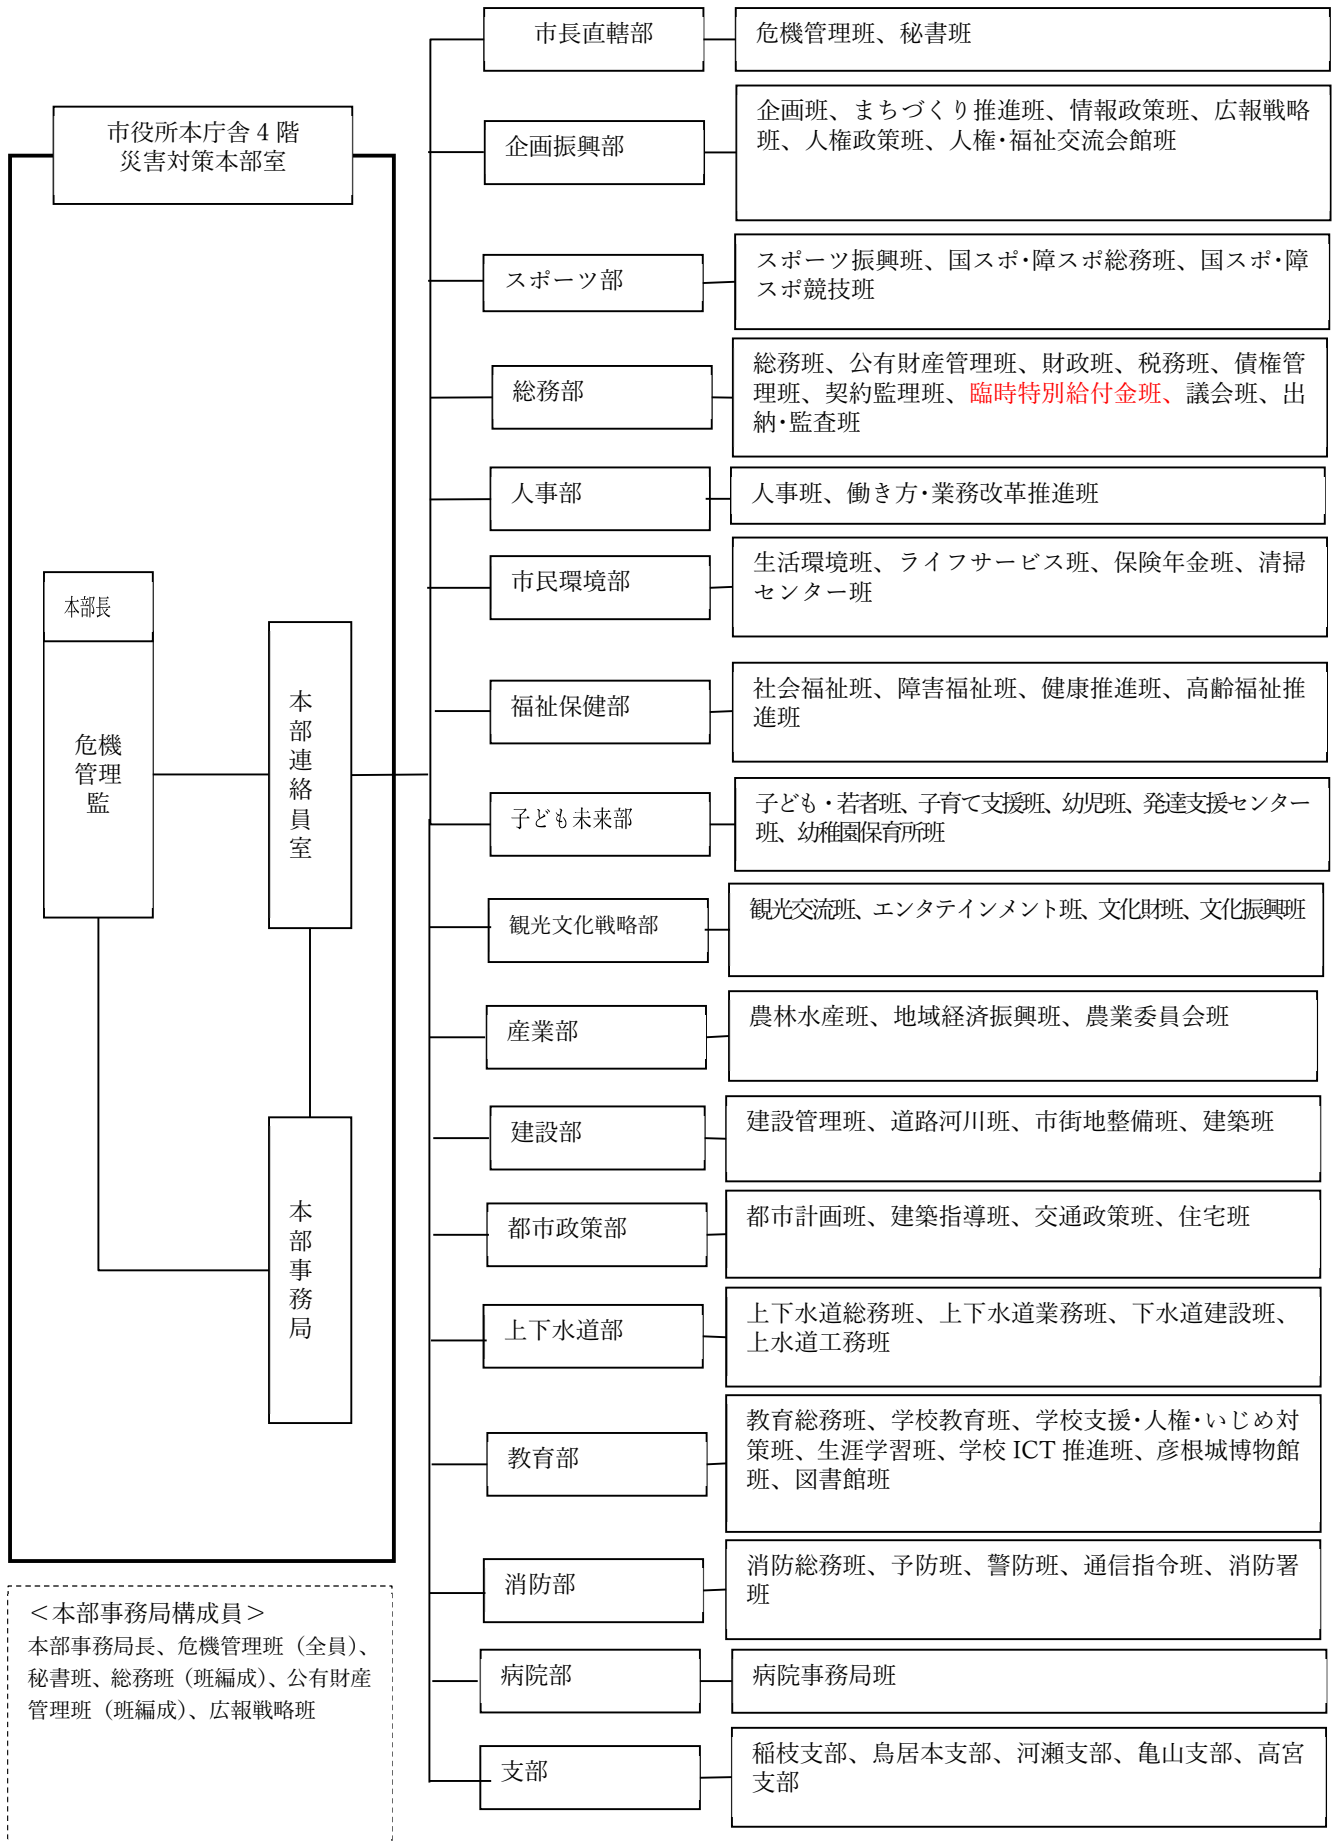 市役所本庁舎 4 階
災害対策本部室
本部長
危機
管理
監
本部連絡員室
本部事務局
＜本部事務局構成員＞
本部事務局長、危機管理班（全員）、
秘書班、総務班（班編成）、公有財産
管理班（班編成）、広報戦略班
市長直轄部
危機管理班、秘書班
企画振興部
企画班、まちづくり推進班、情報政策班、広報戦略
班、人権政策班、人権・福祉交流会館班
スポーツ部
スポーツ振興班、国スポ・障スポ総務班、国スポ・障
スポ競技班
総務部
総務班、公有財産管理班、財政班、税務班、債権管
理班、契約監理班、臨時特別給付金班、議会班、出
納・監査班
人事部
人事班、働き方・業務改革推進班
市民環境部
生活環境班、ライフサービス班、保険年金班、清掃
センター班
福祉保健部
社会福祉班、障害福祉班、健康推進班、高齢福祉推
進班
子ども未来部
子ども・若者班、子育て支援班、幼児班、発達支援センター
班、幼稚園保育所班
観光文化戦略部
観光交流班、エンタテインメント班、文化財班、文化振興班
産業部
農林水産班、地域経済振興班、農業委員会班
建設部
建設管理班、道路河川班、市街地整備班、建築班
都市政策部
都市計画班、建築指導班、交通政策班、住宅班
上下水道部
上下水道総務班、上下水道業務班、下水道建設班、
上水道工務班
教育部
教育総務班、学校教育班、学校支援・人権・いじめ対
策班、生涯学習班、学校 ICT 推進班、彦根城博物館
班、図書館班
消防部
消防総務班、予防班、警防班、通信指令班、消防署
班
病院部
病院事務局班
支部
稲枝支部、鳥居本支部、河瀬支部、亀山支部、高宮
支部